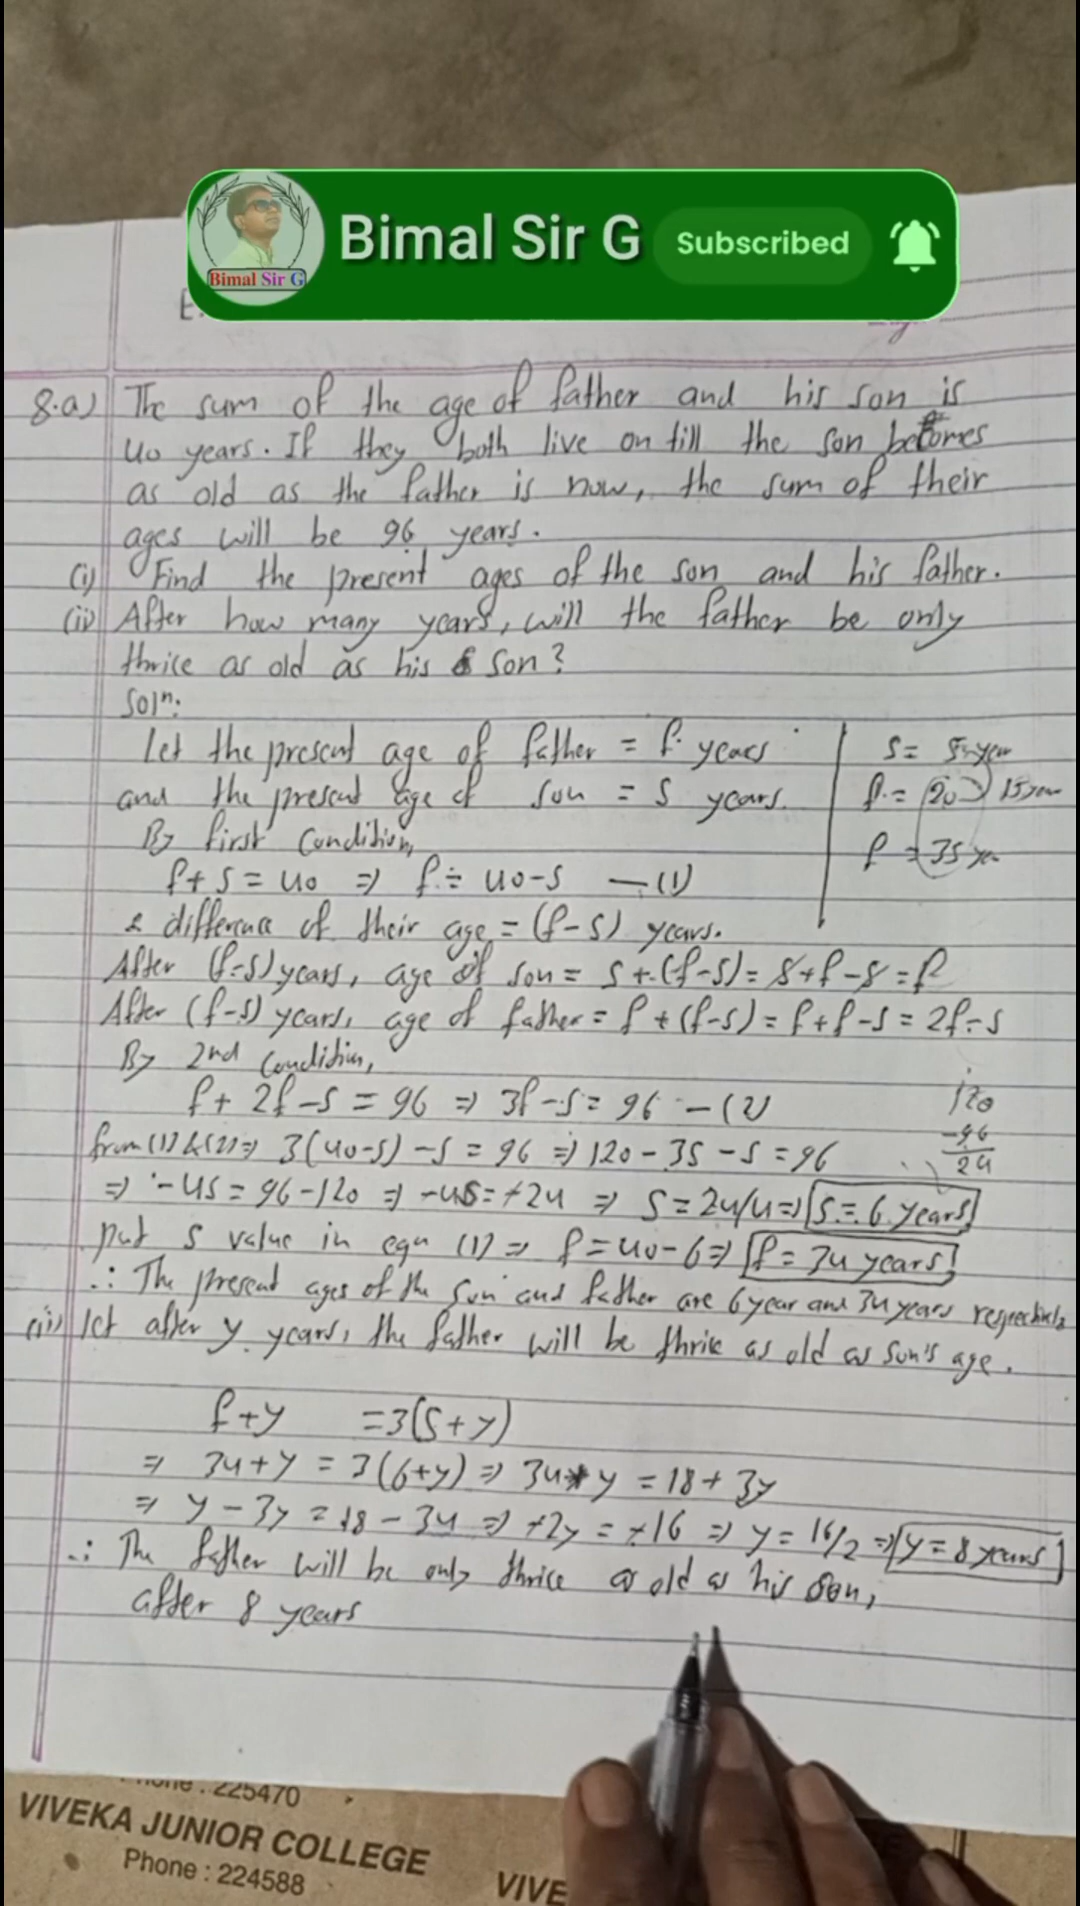 Bimal Sir G Subscribed
Bimal Sir G
E.
8.a) The sum of the age of father and his son is
40 years. If they both live on till the son becomes
as old as the father is now, the sum of their
ages will be 96 years.
(i) Find the present ages of the son and his father.
(ii) After how many years, will the father be only
thrice as old as his son?
Soln:
Let the present age of father = f years
and the present age of son = s years.
S = 5 year
f = 20 15 year
f = 35 yea
By first Condition,
f + s = 40 ⇒ f = 40-s —(1)
& difference of their age = (f-s) years.
After (f-s) years, age of son = s+(f-s) = s+f-s = f
After (f-s) years, age of father = f+(f-s) = f+f-s = 2f-s
By 2nd Condition,
f + 2f-s = 96 ⇒ 3f-s = 96 —(2)
120
-96
24
from (1) & (2) ⇒ 3(40-s)-s = 96 ⇒ 120-3s-s = 96
⇒ -4s = 96-120 ⇒ -4s = -24 ⇒ s = 24/4 ⇒ s = 6 years
put s value in eqn (1) ⇒ f = 40-6 ⇒ f = 34 years
∴ The present ages of the son and father are 6 year and 34 years respectively
(ii) let after y years, the father will be thrice as old as son's age.
f+y = 3(s+y)
⇒ 34+y = 3(6+y) ⇒ 34+y = 18+3y
⇒ y-3y = 18-34 ⇒ -2y = -16 ⇒ y = 16/2 ⇒ y = 8 years
∴ The father will be only thrice as old as his son,
after 8 years
Phone : 225470
VIVEKA JUNIOR COLLEGE
Phone : 224588
VIVE